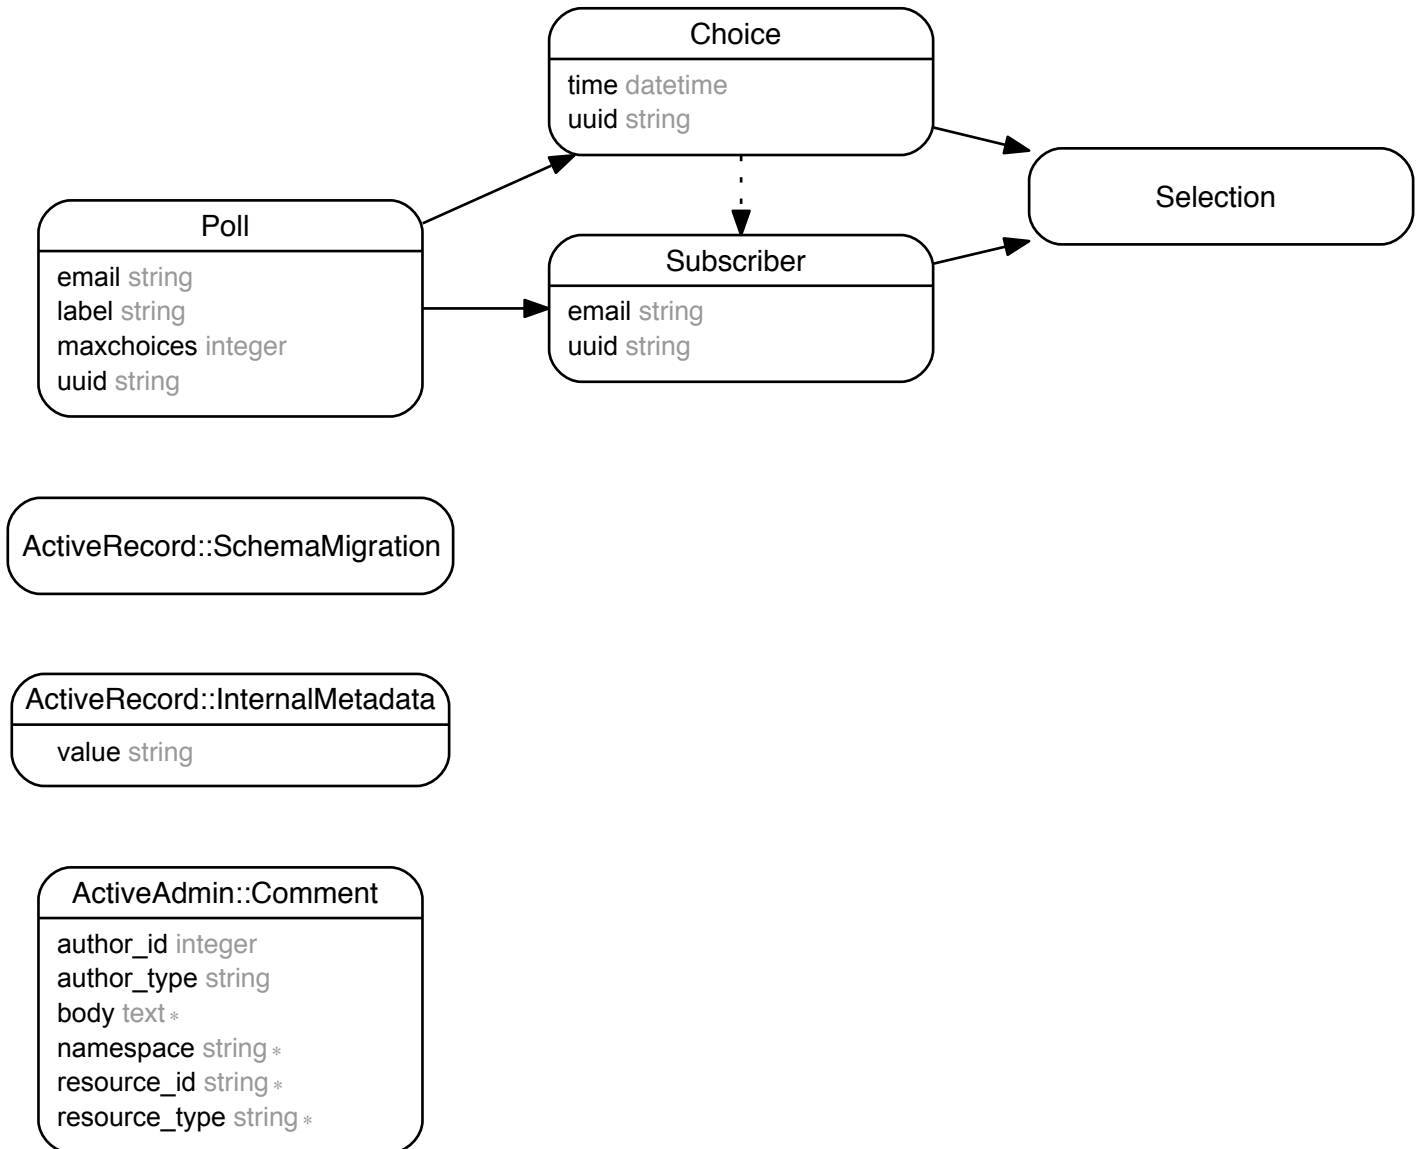 Choice
time datetime
uuid string
Selection
Poll
email string
label string
maxchoices integer
uuid string
Subscriber
email string
uuid string
ActiveRecord::SchemaMigration
ActiveRecord::InternalMetadata
value string
ActiveAdmin::Comment
author_id integer
author_type string
body text *
namespace string *
resource_id string *
resource_type string *